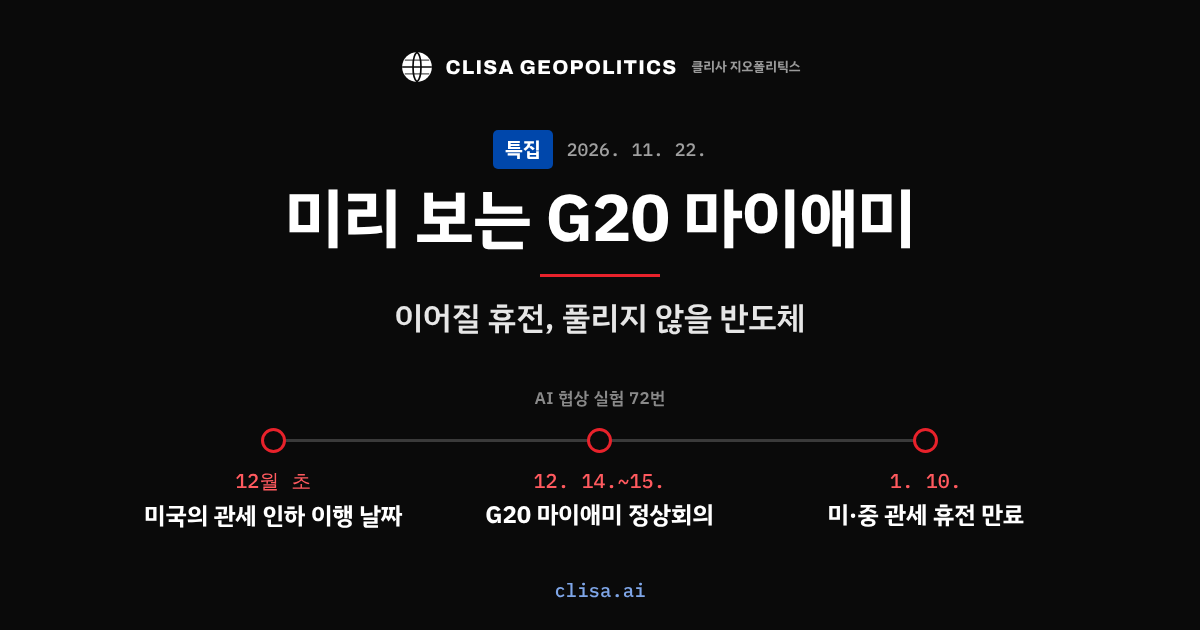 CLISA GEOPOLITICS 클리사 지오폴리틱스
특집 2026. 11. 22.
미리 보는 G20 마이애미
이어질 휴전, 풀리지 않을 반도체
AI 협상 실험 72번
12월 초
미국의 관세 인하 이행 날짜
12. 14.~15.
G20 마이애미 정상회의
1. 10.
미·중 관세 휴전 만료
clisa.ai